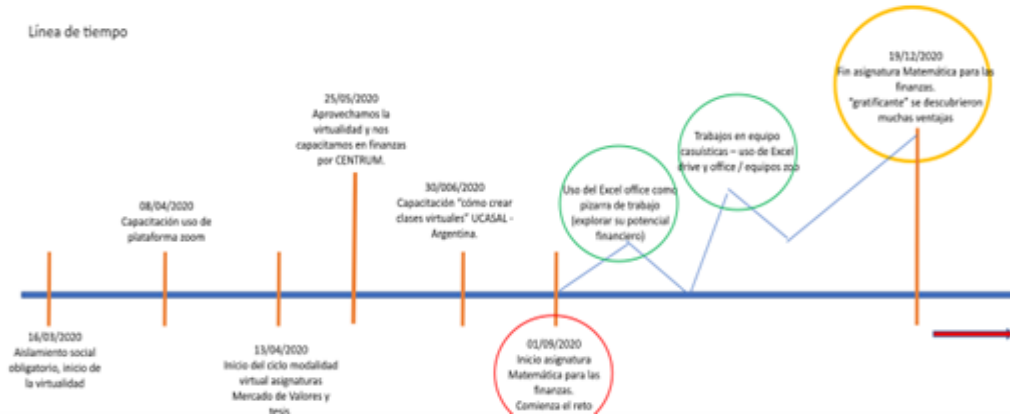 Línea de tiempo
16/03/2020
Aislamiento social
obligatorio, inicio de
la virtualidad
08/04/2020
Capacitación uso de
plataforma zoom
13/04/2020
Inicio del ciclo modalidad
virtual asignaturas
Mercado de Valores y
tesis
25/05/2020
Aprovechamos la
virtualidad y nos
capacitamos en finanzas
por CENTRUM.
30/006/2020
Capacitación "cómo crear
clases virtuales" UCASAL -
Argentina.
01/09/2020
Inicio asignatura
Matemática para las
finanzas.
Comienza el reto
Uso del Excel office como
pizarra de trabajo
(explorar su potencial
financiero)
Trabajos en equipo
casuísticas – uso de Excel
drive y office / equipos zoo
19/12/2020
Fin asignatura Matemática para las
finanzas.
"gratificante" se descubrieron
muchas ventajas